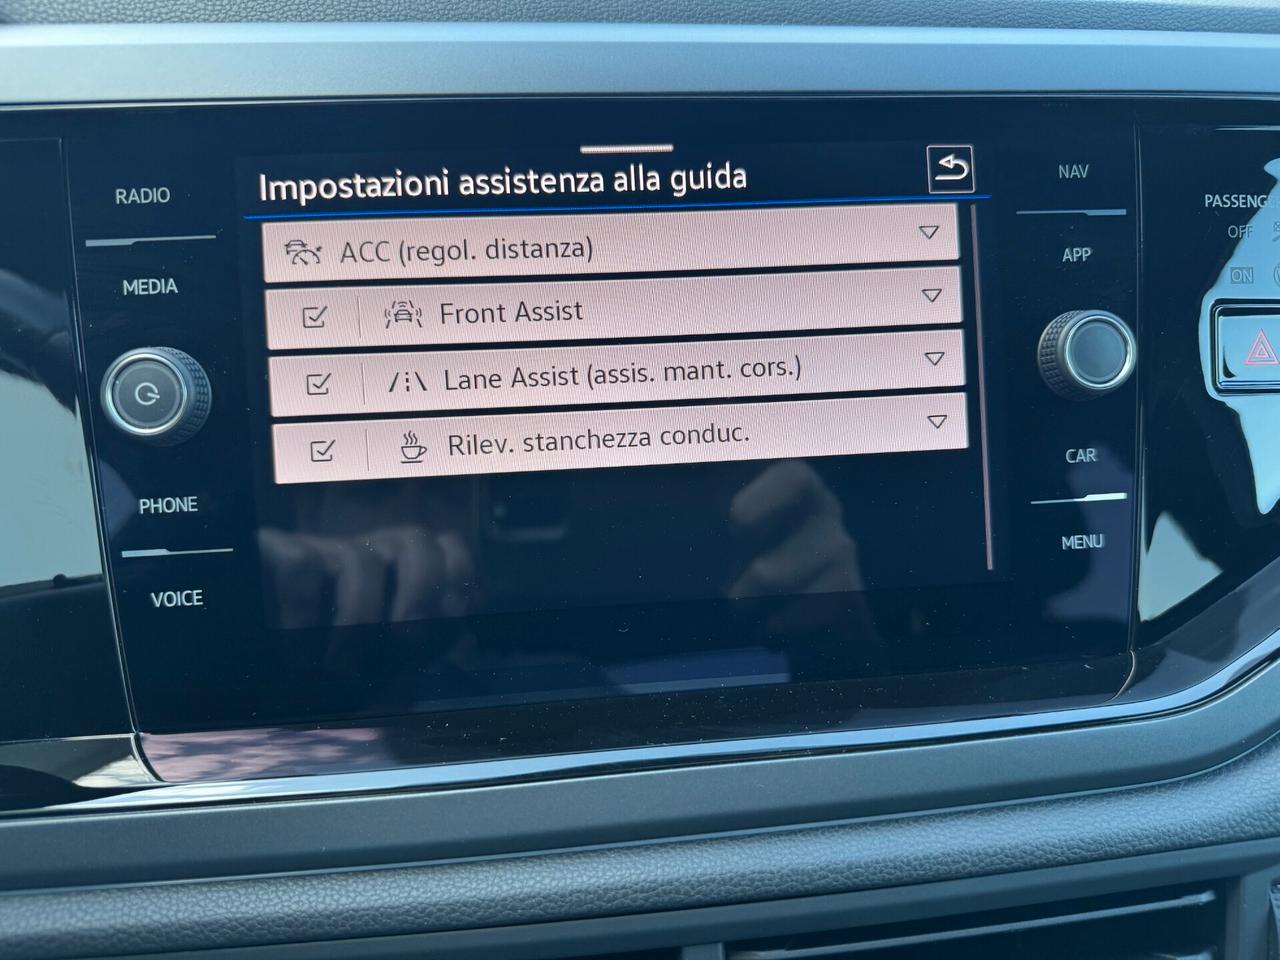 Impostazioni assistenza alla guida
ACC (regol. distanza)
Front Assist
Lane Assist (assis. mant. cors.)
Rilev. stanchezza conduc.
RADIO
MEDIA
PHONE
VOICE
NAV
APP
CAR
MENU
OFF
ON